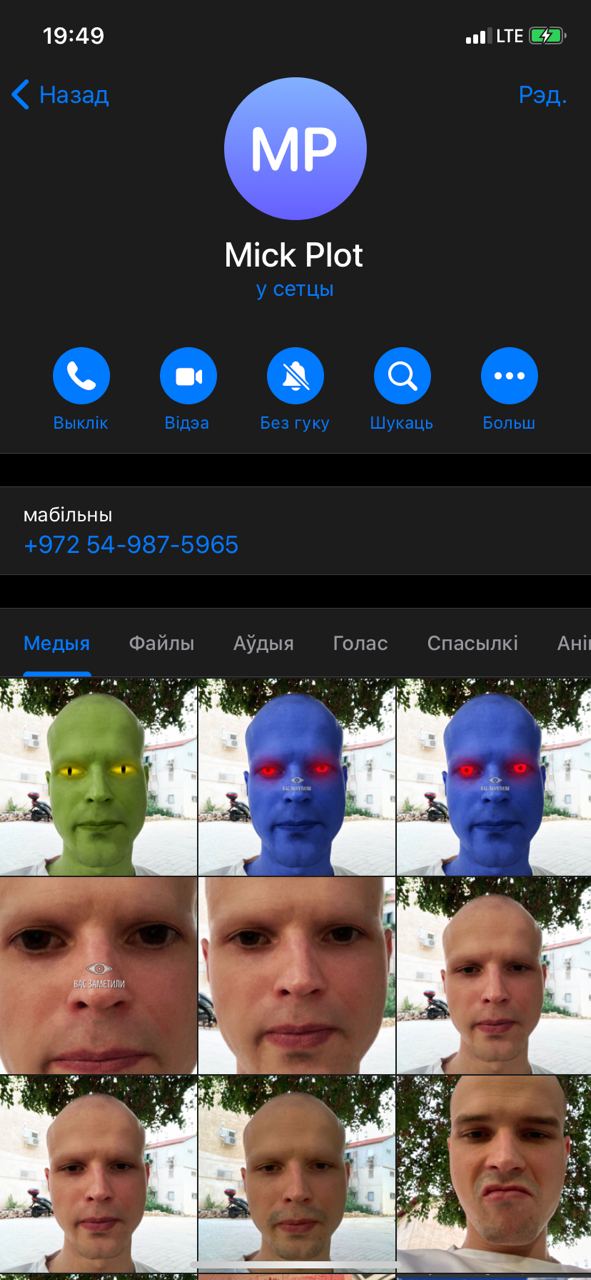 19:49
LTE
Назад
Рэд.
MP
Mick Plot
у сетцы
Выклік
Відэа
Без гуку
Шукаць
Больш
мабільны
+972 54-987-5965
Медыя
Файлы
Аўдыя
Голас
Спасылкі
Ані
ВАС ЗАМЕТИЛИ
ВАС ЗАМЕТИЛИ
ВАС ЗАМЕТИЛИ